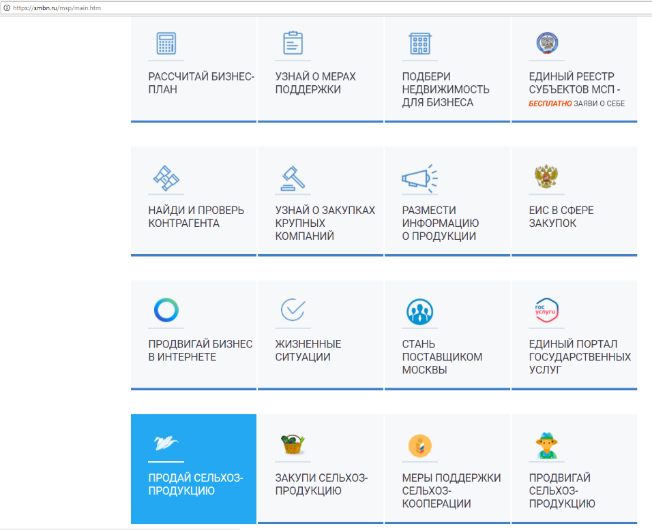 https://smbn.ru/msp/main.htm
РАССЧИТАЙ БИЗНЕС-
ПЛАН
УЗНАЙ О МЕРАХ
ПОДДЕРЖКИ
ПОДБЕРИ
НЕДВИЖИМОСТЬ
ДЛЯ БИЗНЕСА
ЕДИНЫЙ РЕЕСТР
СУБЪЕКТОВ МСП -
БЕСПЛАТНО ЗАЯВИ О СЕБЕ
НАЙДИ И ПРОВЕРЬ
КОНТРАГЕНТА
УЗНАЙ О ЗАКУПКАХ
КРУПНЫХ
КОМПАНИЙ
РАЗМЕСТИ
ИНФОРМАЦИЮ
О ПРОДУКЦИИ
ЕИС В СФЕРЕ
ЗАКУПОК
ПРОДВИГАЙ БИЗНЕС
В ИНТЕРНЕТЕ
ЖИЗНЕННЫЕ
СИТУАЦИИ
СТАНЬ
ПОСТАВЩИКОМ
МОСКВЫ
гос
услуги
ЕДИНЫЙ ПОРТАЛ
ГОСУДАРСТВЕННЫХ
УСЛУГ
ПРОДАЙ СЕЛЬХОЗ-
ПРОДУКЦИЮ
ЗАКУПИ СЕЛЬХОЗ-
ПРОДУКЦИЮ
МЕРЫ ПОДДЕРЖКИ
СЕЛЬХОЗ-
КООПЕРАЦИИ
ПРОДВИГАЙ
СЕЛЬХОЗ-
ПРОДУКЦИЮ